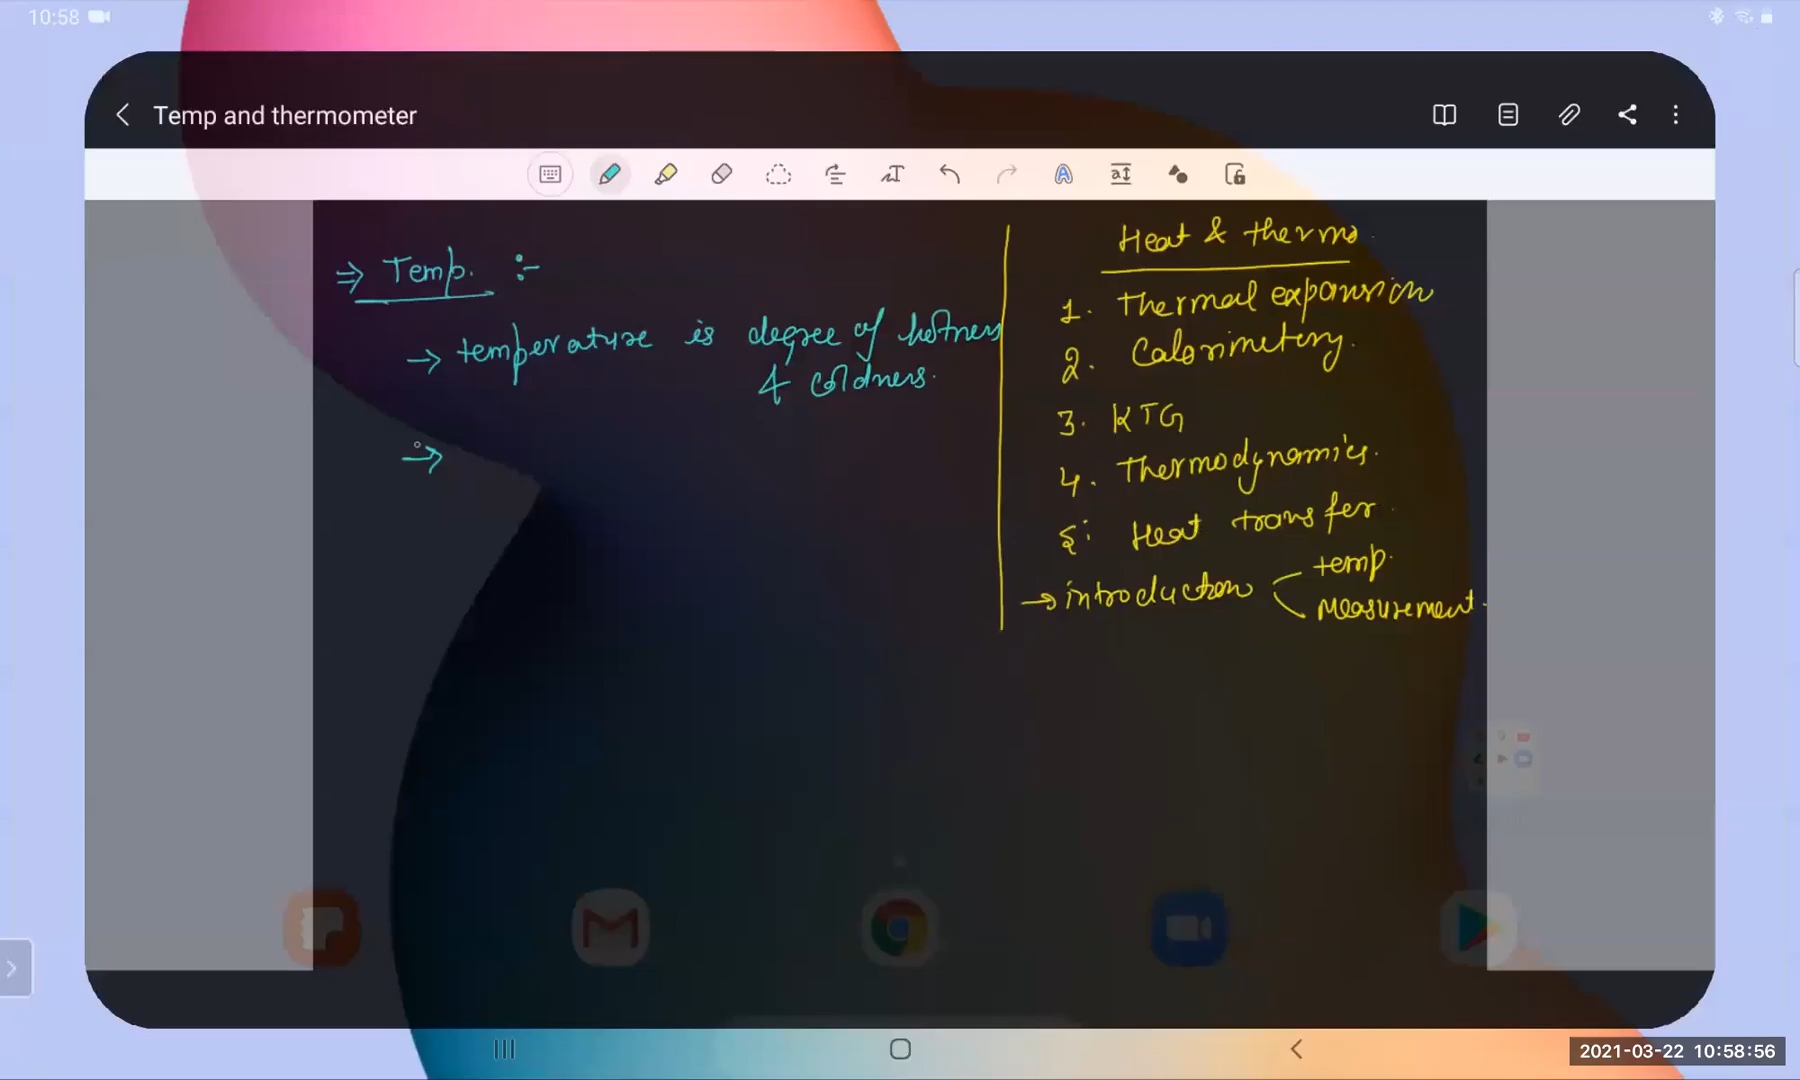 10:58
Temp and thermometer
⇒ Temp. :-
→ temperature is degree of hotness
& coldness.
→
Heat & thermo.
1. Thermal expansion
2. Calorimetery.
3. KTG
4. Thermodynamics.
5. Heat transfer.
→ introduction
temp.
measurement.
2021-03-22 10:58:56